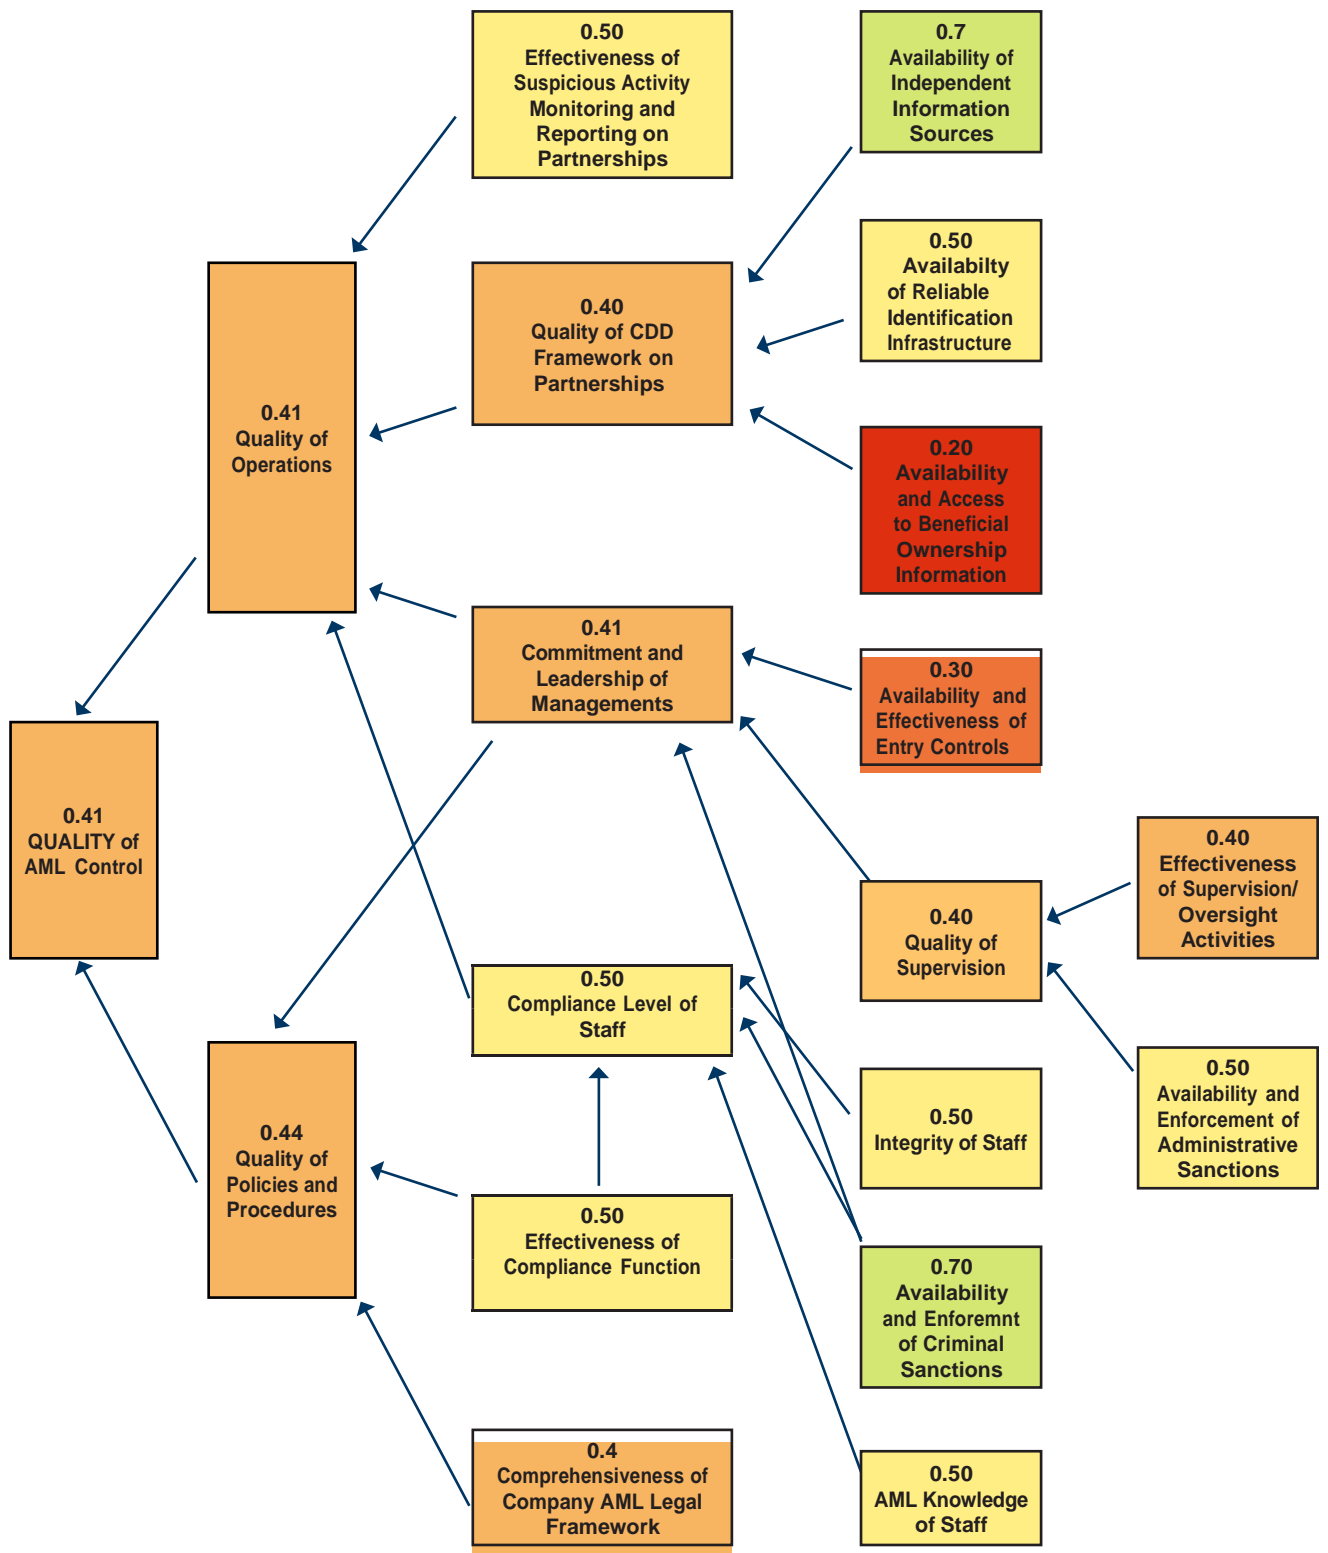 0.50
Effectiveness of
Suspicious Activity
Monitoring and
Reporting on
Partnerships
0.7
Availability of
Independent
Information
Sources
0.50
Availabilty
of Reliable
Identification
Infrastructure
0.40
Quality of CDD
Framework on
Partnerships
0.41
Quality of
Operations
0.20
Availability
and Access
to Beneficial
Ownership
Information
0.41
Commitment and
Leadership of
Managements
0.30
Availability and
Effectiveness of
Entry Controls
0.41
QUALITY of
AML Control
0.40
Effectiveness
of Supervision/
Oversight
Activities
0.40
Quality of
Supervision
0.50
Compliance Level of
Staff
0.50
Availability and
Enforcement of
Administrative
Sanctions
0.50
Integrity of Staff
0.44
Quality of
Policies and
Procedures
0.50
Effectiveness of
Compliance Function
0.70
Availability
and Enforemnt
of Criminal
Sanctions
0.4
Comprehensiveness of
Company AML Legal
Framework
0.50
AML Knowledge
of Staff